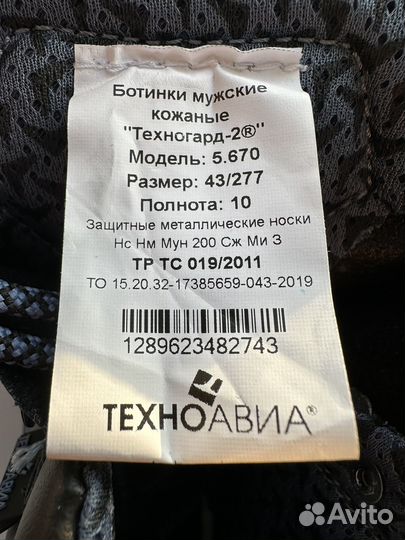 Ботинки мужские
кожаные
"Техногард-2®"
Модель: 5.670
Размер: 43/277
Полнота: 10
Защитные металлические носки
Нс Нм Мун 200 Сж Ми З
ТР ТС 019/2011
ТО 15.20.32-17385659-043-2019
1289623482743
ТЕХНОАВИА®
Avito